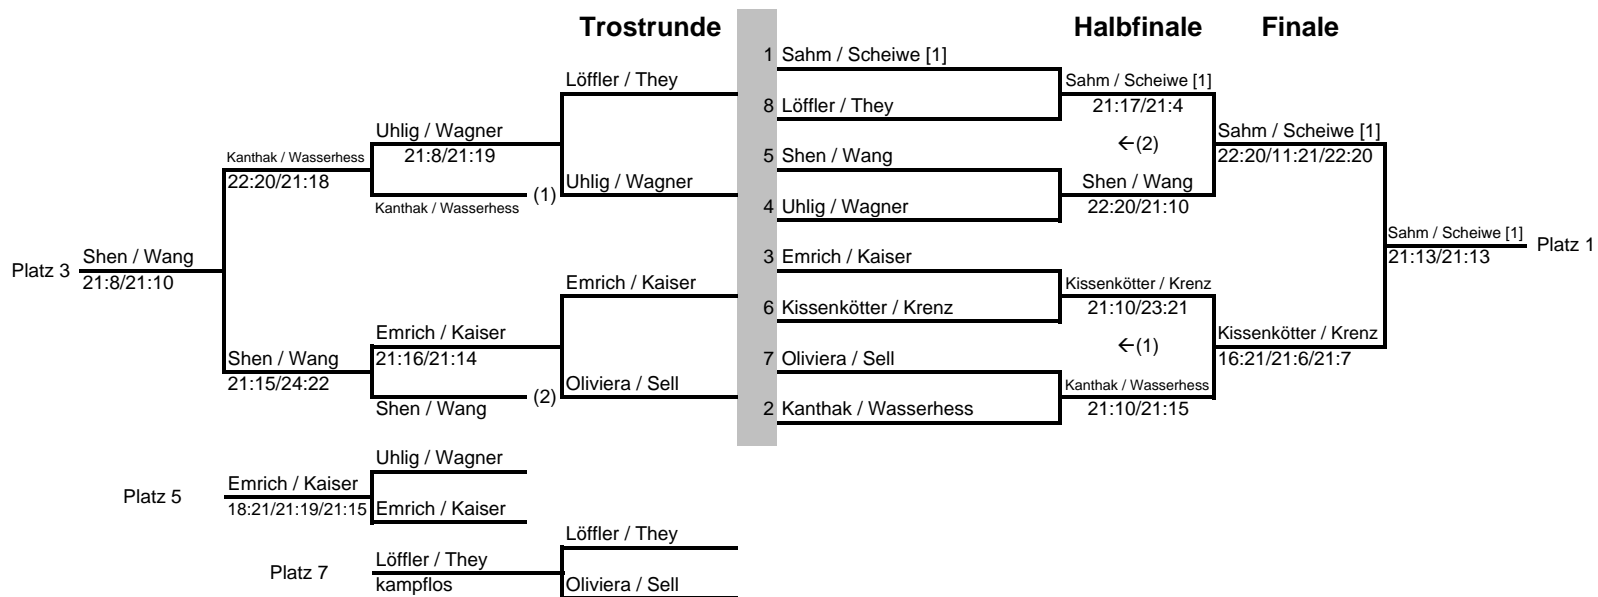 Trostrunde
Halbfinale
Finale
1 Sahm / Scheiwe [1]
Löffler / They
Sahm / Scheiwe [1]
8 Löffler / They
21:17/21:4
Uhlig / Wagner
←(2)
Sahm / Scheiwe [1]
Kanthak / Wasserhess
21:8/21:19
5 Shen / Wang
22:20/11:21/22:20
22:20/21:18
Uhlig / Wagner
Shen / Wang
(1)
Kanthak / Wasserhess
4 Uhlig / Wagner
22:20/21:10
Sahm / Scheiwe [1]
Platz 1
Shen / Wang
3 Emrich / Kaiser
21:13/21:13
Platz 3
21:8/21:10
Emrich / Kaiser
Kissenkötter / Krenz
6 Kissenkötter / Krenz
21:10/23:21
Emrich / Kaiser
Kissenkötter / Krenz
←(1)
Shen / Wang
21:16/21:14
7 Oliviera / Sell
16:21/21:6/21:7
21:15/24:22
Oliviera / Sell
Kanthak / Wasserhess
(2)
Shen / Wang
2 Kanthak / Wasserhess
21:10/21:15
Uhlig / Wagner
Emrich / Kaiser
Platz 5
18:21/21:19/21:15
Emrich / Kaiser
Löffler / They
Löffler / They
Platz 7
kampflos
Oliviera / Sell